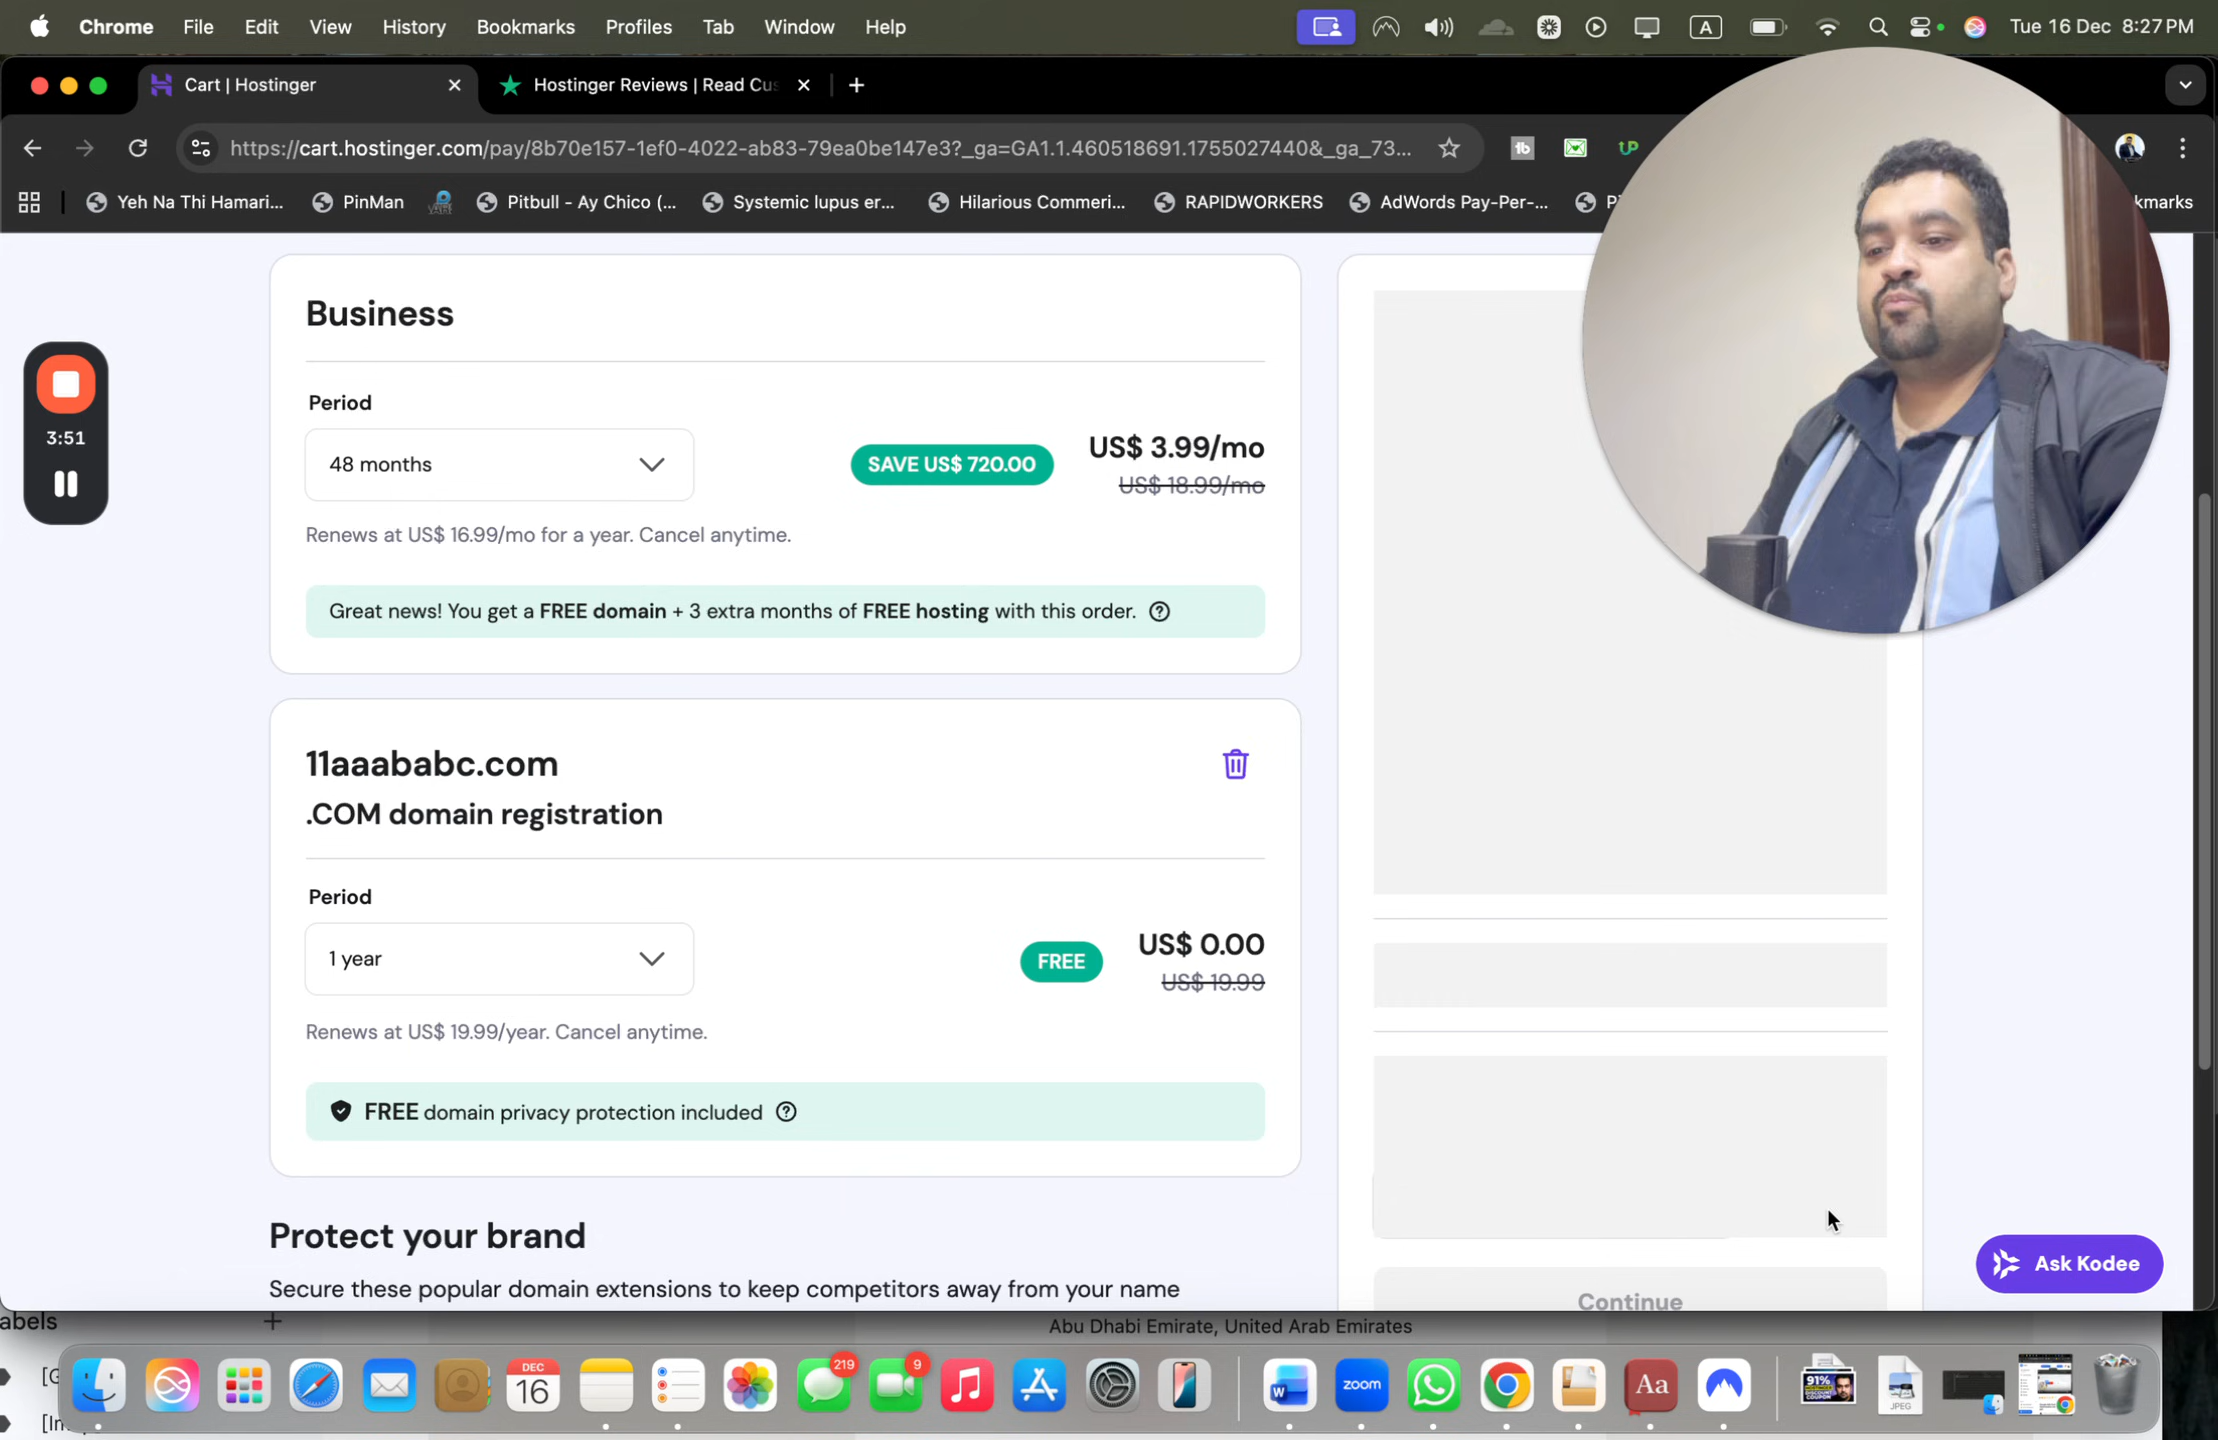 Chrome File Edit View History Bookmarks Profiles Tab Window Help
A
Tue 16 Dec 8:27 PM
Cart | Hostinger
Hostinger Reviews | Read Cus
https://cart.hostinger.com/pay/8b70e157-1ef0-4022-ab83-79ea0be147e3?_ga=GA1.1.460518691.1755027440&_ga_73...
Yeh Na Thi Hamari...
PinMan
Pitbull - Ay Chico (...
Systemic lupus er...
Hilarious Commeri...
RAPIDWORKERS
AdWords Pay-Per-...
kmarks
3:51
Business
Period
48 months
SAVE US$ 720.00
US$ 3.99/mo
US$ 18.99/mo
Renews at US$ 16.99/mo for a year. Cancel anytime.
Great news! You get a FREE domain + 3 extra months of FREE hosting with this order.
11aaababc.com
.COM domain registration
Period
1 year
FREE
US$ 0.00
US$ 19.99
Renews at US$ 19.99/year. Cancel anytime.
FREE domain privacy protection included
Protect your brand
Secure these popular domain extensions to keep competitors away from your name
Continue
Ask Kodee
abels
Abu Dhabi Emirate, United Arab Emirates
DEC
16
219
9
W
zoom
Aa
91%
JPEG